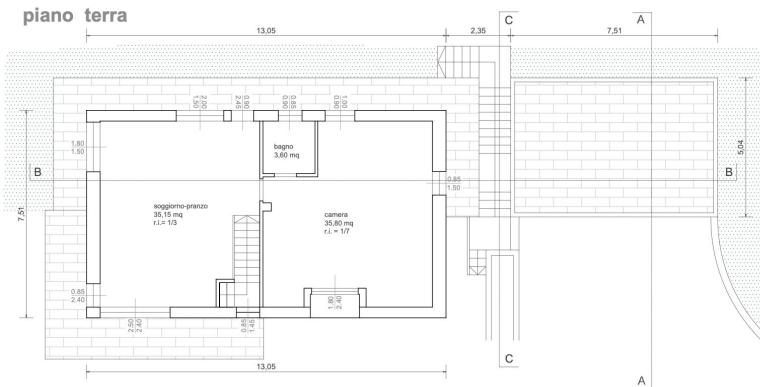 piano terra
13,05
2,35
7,51
C
A
2.00
1.50
0.90
2.45
0.85
0.90
1.00
0.90
1.80
1.50
bagno
3,60 mq
5,04
B
0.85
1.50
B
7,51
soggiorno-pranzo
35,15 mq
r.i.= 1/3
camera
35,80 mq
r.i. = 1/7
0.85
2.40
2.50
2.40
0.85
1.45
1.80
2.40
C
13,05
A